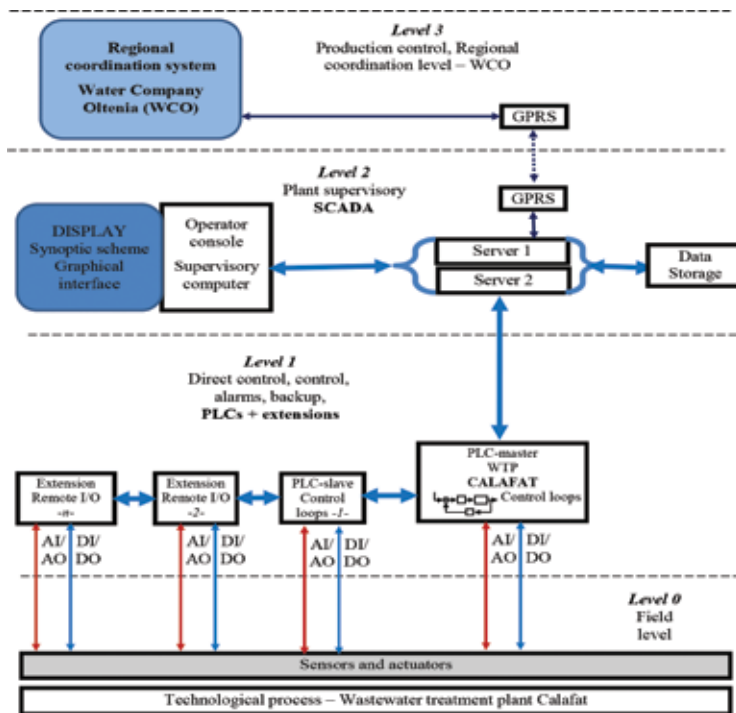 Level 3
Production control, Regional
coordination level – WCO
Regional
coordination system
Water Company
Oltenia (WCO)
GPRS
Level 2
Plant supervisory
SCADA
GPRS
DISPLAY
Synoptic scheme
Graphical
interface
Operator
console
Supervisory
computer
Server 1
Server 2
Data
Storage
Level 1
Direct control, control,
alarms, backup,
PLCs + extensions
Extension
Remote I/O
-n-
Extension
Remote I/O
-2-
PLC-slave
Control
loops -1-
PLC-master
WTP
CALAFAT
Control loops
AI/
AO
DI/
DO
AI/
AO
DI/
DO
AI/
AO
DI/
DO
AI/
AO
DI/
DO
Level 0
Field
level
Sensors and actuators
Technological process – Wastewater treatment plant Calafat